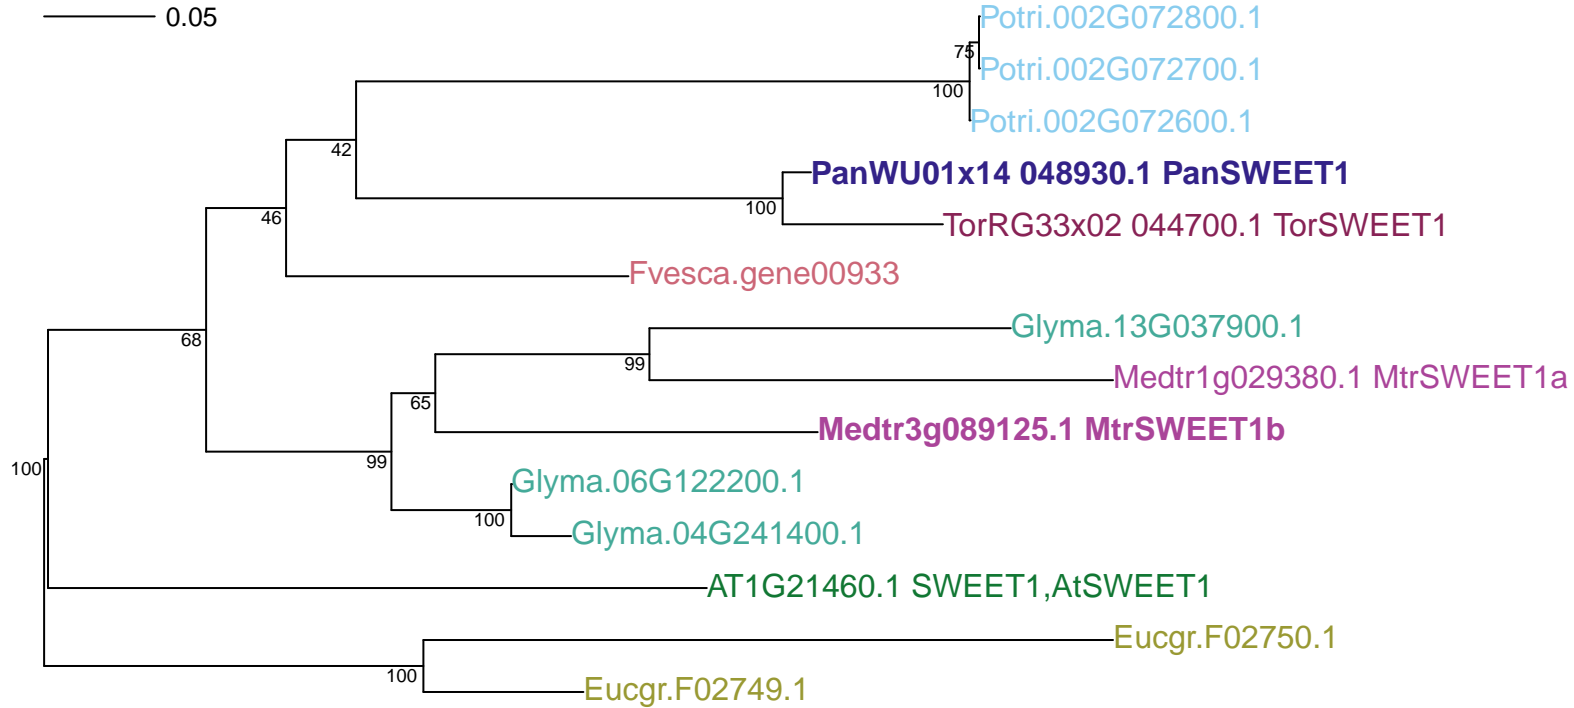 0.05
Potri.002G072800.1
75
Potri.002G072700.1
100
Potri.002G072600.1
42
PanWU01x14 048930.1 PanSWEET1
100
TorRG33x02 044700.1 TorSWEET1
46
Fvesca.gene00933
Glyma.13G037900.1
68
99
Medtr1g029380.1 MtrSWEET1a
65
Medtr3g089125.1 MtrSWEET1b
99
100
Glyma.06G122200.1
100
Glyma.04G241400.1
AT1G21460.1 SWEET1,AtSWEET1
Eucgr.F02750.1
100
Eucgr.F02749.1